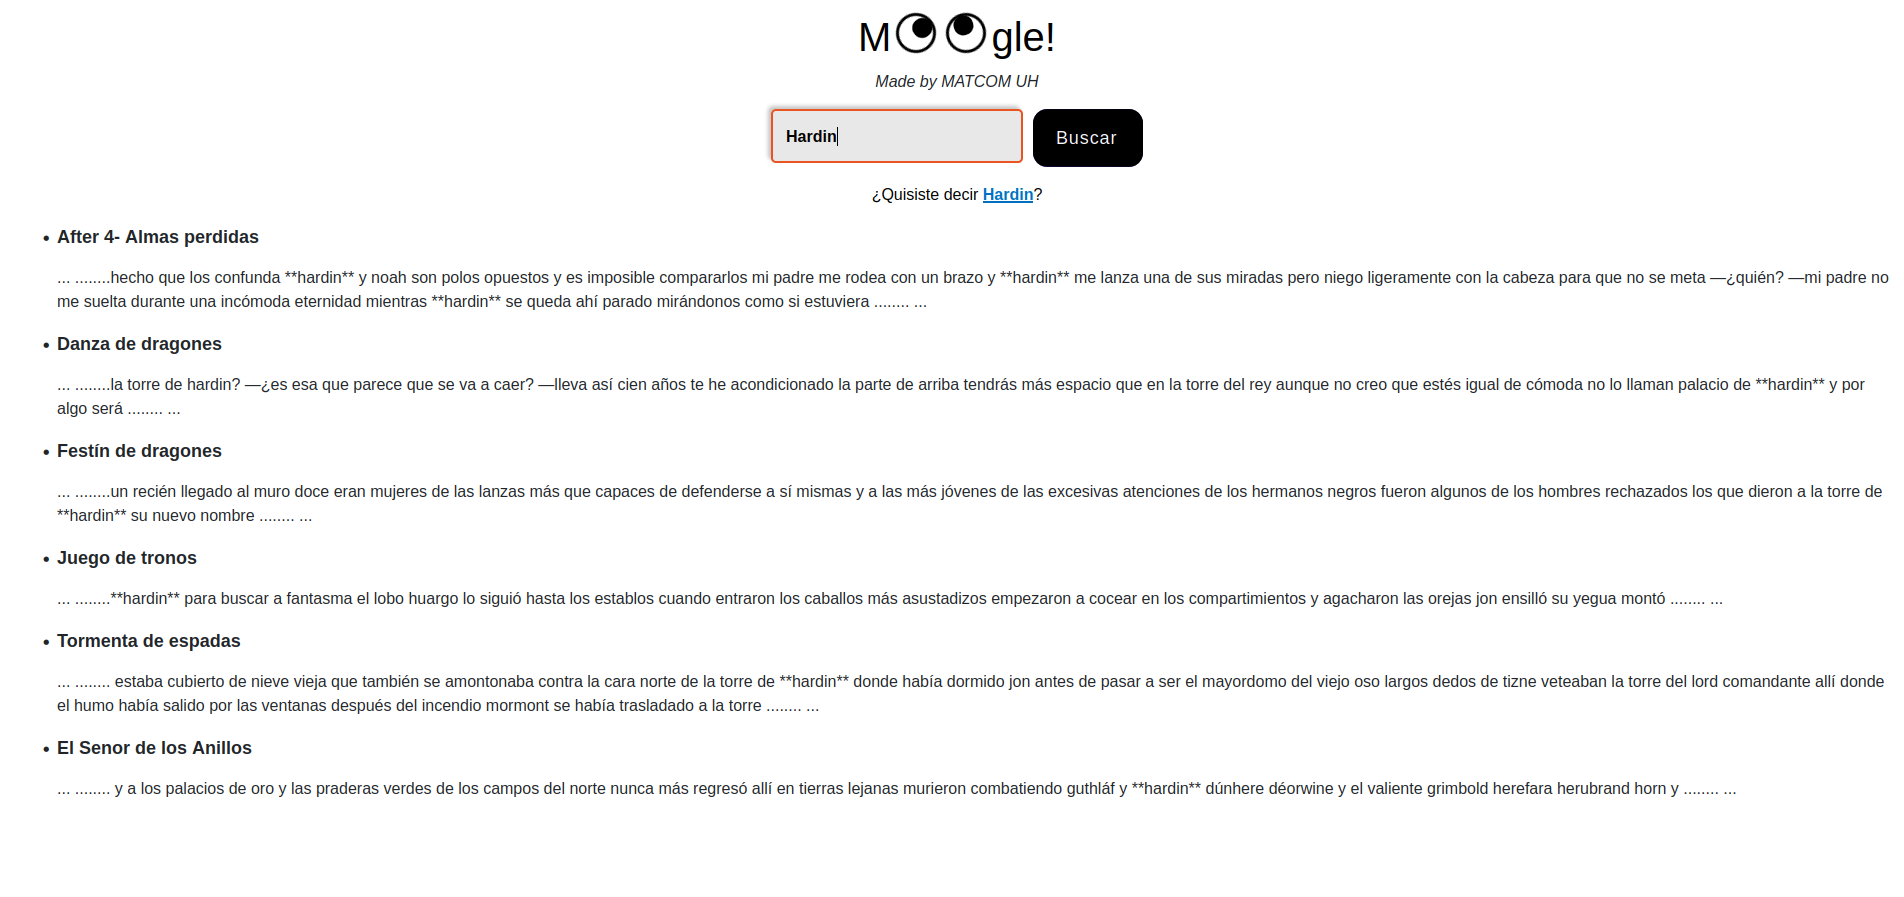 M gle!
Made by MATCOM UH
Hardin
Buscar
¿Quisiste decir Hardin?
• After 4- Almas perdidas
... ........hecho que los confunda **hardin** y noah son polos opuestos y es imposible compararlos mi padre me rodea con un brazo y **hardin** me lanza una de sus miradas pero niego ligeramente con la cabeza para que no se meta —¿quién? —mi padre no
me suelta durante una incómoda eternidad mientras **hardin** se queda ahí parado mirándonos como si estuviera ........ ...
• Danza de dragones
... ........la torre de hardin? —¿es esa que parece que se va a caer? —lleva así cien años te he acondicionado la parte de arriba tendrás más espacio que en la torre del rey aunque no creo que estés igual de cómoda no lo llaman palacio de **hardin** y por
algo será ........ ...
• Festín de dragones
... ........un recién llegado al muro doce eran mujeres de las lanzas más que capaces de defenderse a sí mismas y a las más jóvenes de las excesivas atenciones de los hermanos negros fueron algunos de los hombres rechazados los que dieron a la torre de
**hardin** su nuevo nombre ........ ...
• Juego de tronos
... ........**hardin** para buscar a fantasma el lobo huargo lo siguió hasta los establos cuando entraron los caballos más asustadizos empezaron a cocear en los compartimientos y agacharon las orejas jon ensilló su yegua montó ........ ...
• Tormenta de espadas
... ........ estaba cubierto de nieve vieja que también se amontonaba contra la cara norte de la torre de **hardin** donde había dormido jon antes de pasar a ser el mayordomo del viejo oso largos dedos de tizne veteaban la torre del lord comandante allí donde
el humo había salido por las ventanas después del incendio mormont se había trasladado a la torre ........ ...
• El Senor de los Anillos
... ........ y a los palacios de oro y las praderas verdes de los campos del norte nunca más regresó allí en tierras lejanas murieron combatiendo guthláf y **hardin** dúnhere déorwine y el valiente grimbold herefara herubrand horn y ........ ...